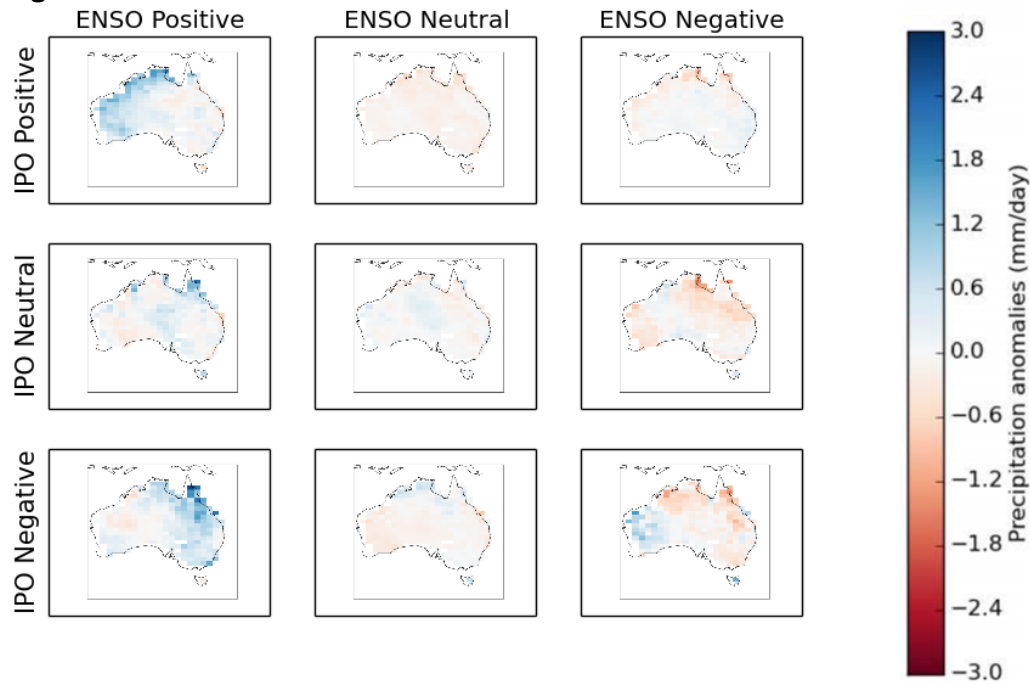 ENSO Positive ENSO Neutral ENSO Negative
IPO Positive
IPO Neutral
IPO Negative
3.0
2.4
1.8
1.2
0.6
0.0
−0.6
−1.2
−1.8
−2.4
−3.0
Precipitation anomalies (mm/day)